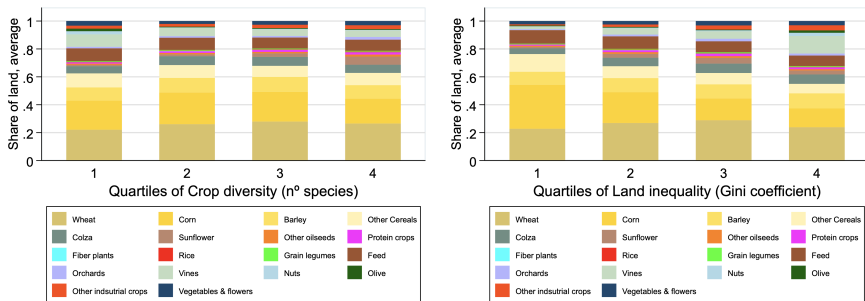 Share of land, average
1
.8
.6
.4
.2
0
1 2 3 4
Quartiles of Crop diversity (nº species)
Wheat Corn Barley Other Cereals
Colza Sunflower Other oilseeds Protein crops
Fiber plants Rice Grain legumes Feed
Orchards Vines Nuts Olive
Other indsutrial crops Vegetables & flowers
Share of land, average
1
.8
.6
.4
.2
0
1 2 3 4
Quartiles of Land inequality (Gini coefficient)
Wheat Corn Barley Other Cereals
Colza Sunflower Other oilseeds Protein crops
Fiber plants Rice Grain legumes Feed
Orchards Vines Nuts Olive
Other indsutrial crops Vegetables & flowers